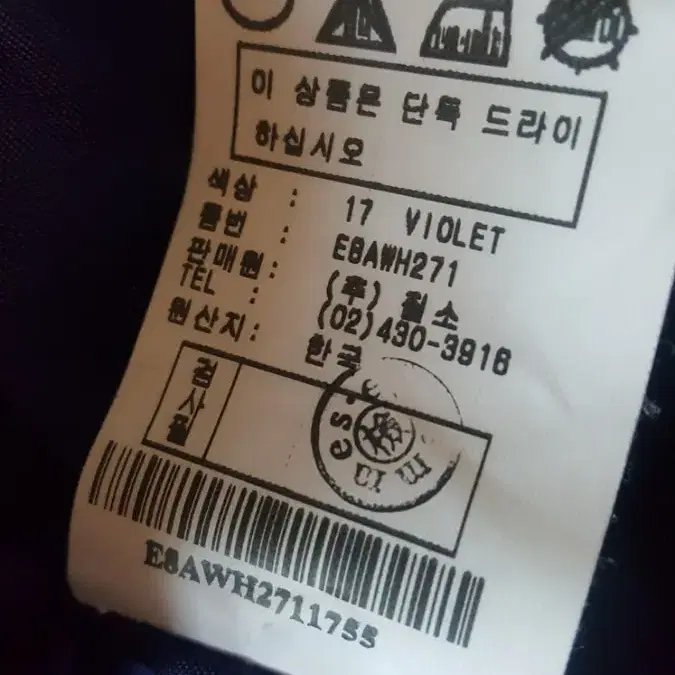 이 상품은 단독 드라이
하십시오
색상 : 17 VIOLET
품번 : E8AWH271
판매원: (주) 월소
TEL : (02)430-3916
원산지: 한국
검사필
es.
E8AWH2711755